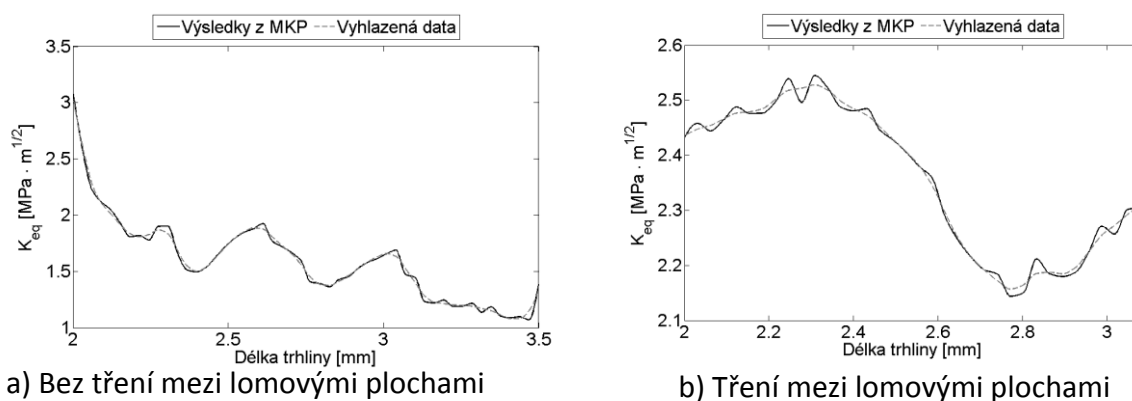 Výsledky z MKP Vyhlazená data
3.5
3
2.5
2
1.5
1
K_eq [MPa · m^1/2]
2 2.5 3 3.5
Délka trhliny [mm]
a) Bez tření mezi lomovými plochami
Výsledky z MKP Vyhlazená data
2.6
2.5
2.4
2.3
2.2
2.1
K_eq [MPa · m^1/2]
2 2.2 2.4 2.6 2.8 3
Délka trhliny [mm]
b) Tření mezi lomovými plochami